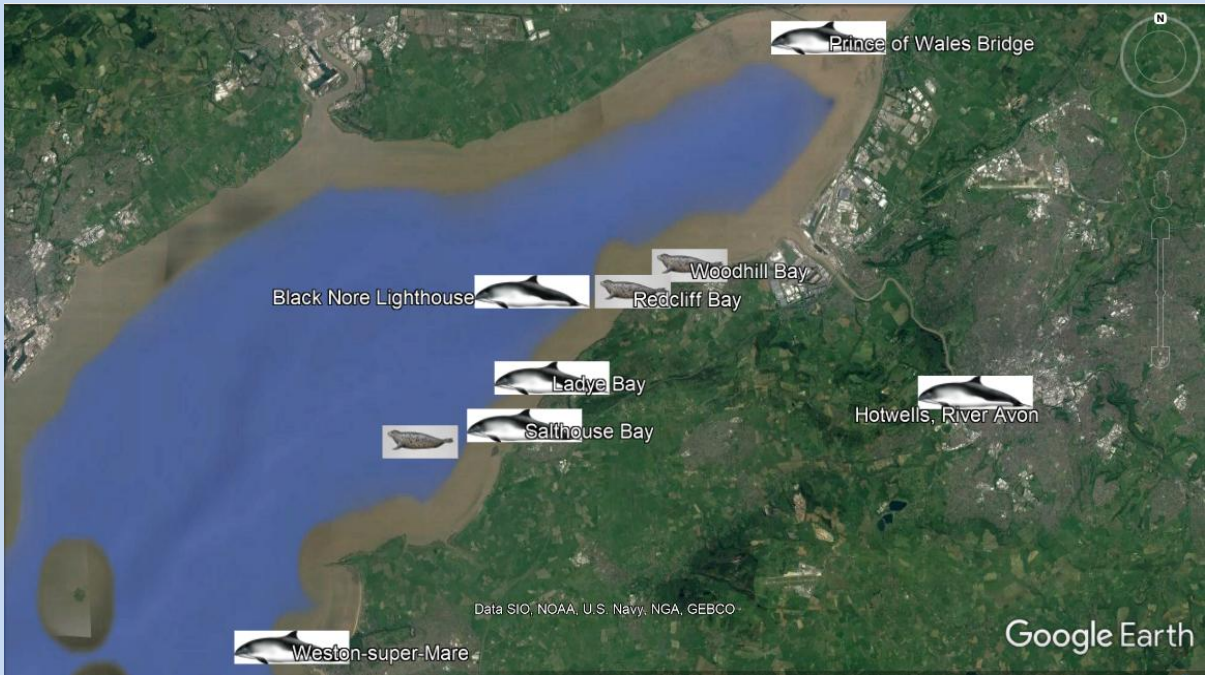 N
Prince of Wales Bridge
Woodhill Bay
Black Nore Lighthouse
Redcliff Bay
Ladye Bay
Hotwells, River Avon
Salthouse Bay
Data SIO, NOAA, U.S. Navy, NGA, GEBCO
Google Earth
Weston-super-Mare